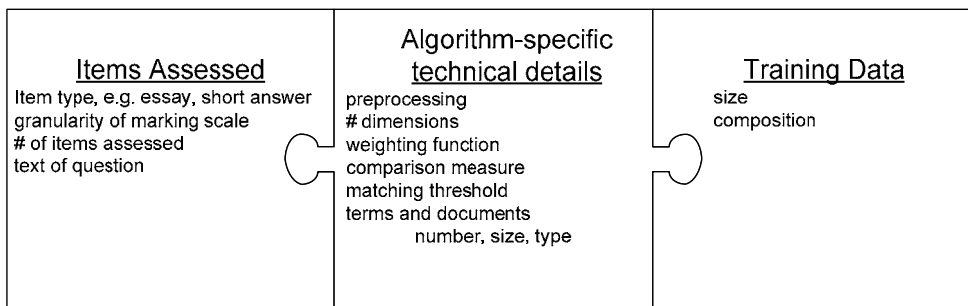 Items Assessed
Item type, e.g. essay, short answer
granularity of marking scale
# of items assessed
text of question
Algorithm-specific
technical details
preprocessing
# dimensions
weighting function
comparison measure
matching threshold
terms and documents
number, size, type
Training Data
size
composition